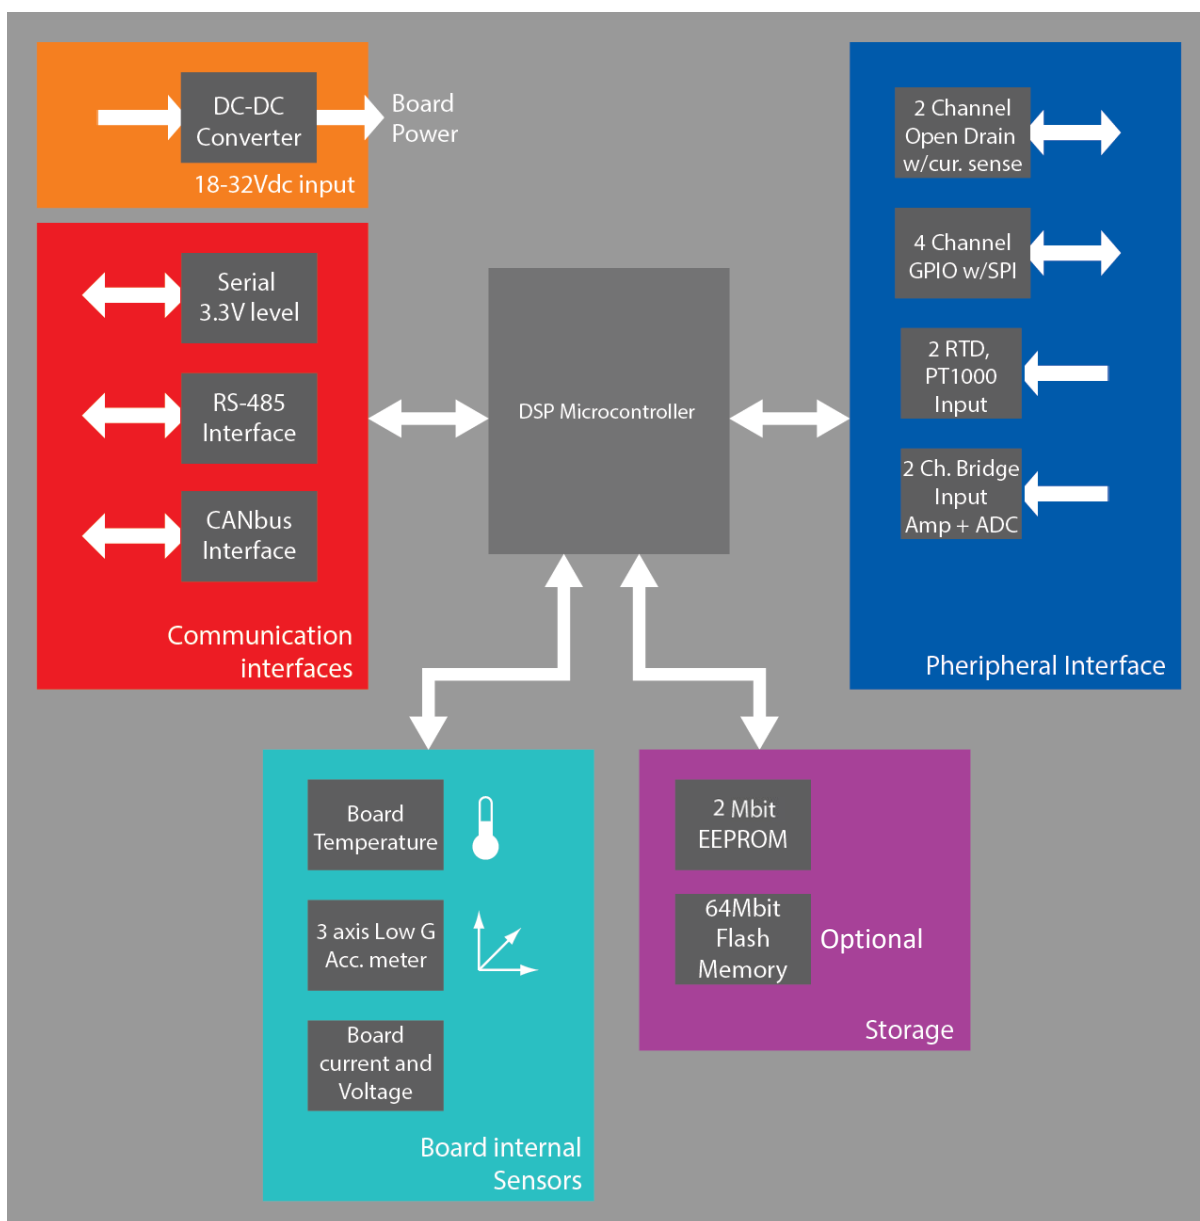 DC-DC
Converter
Board
Power
18-32Vdc input
Serial
3.3V level
RS-485
Interface
CANbus
Interface
Communication
interfaces
DSP Microcontroller
2 Channel
Open Drain
w/cur. sense
4 Channel
GPIO w/SPI
2 RTD,
PT1000
Input
2 Ch. Bridge
Input
Amp + ADC
Pheripheral Interface
Board
Temperature
3 axis Low G
Acc. meter
Board
current and
Voltage
Board internal
Sensors
2 Mbit
EEPROM
64Mbit
Flash
Memory
Optional
Storage